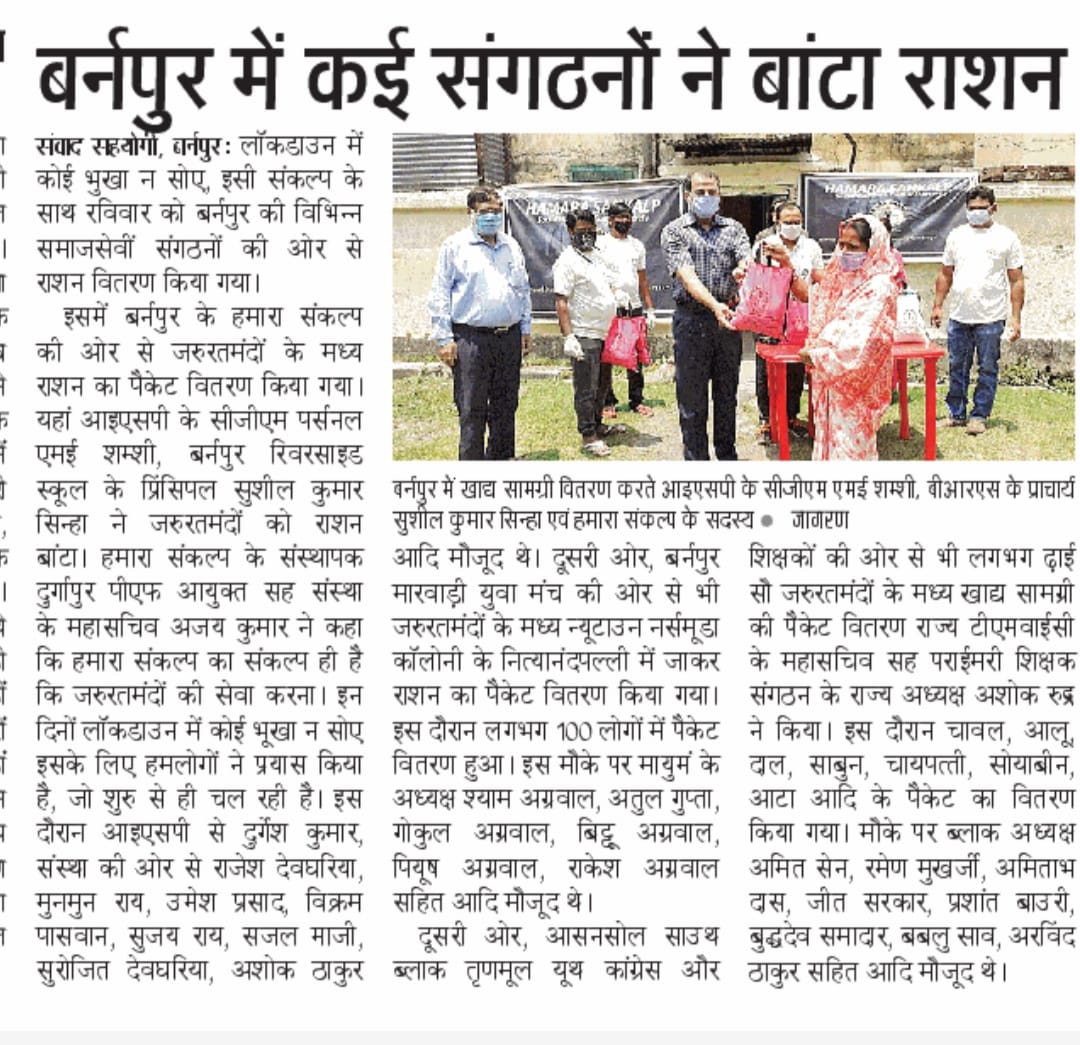 बर्नपुर में कई संगठनों ने बांटा राशन
संवाद सहयोगी, बर्नपुर: लॉकडाउन में
कोई भुखा न सोए, इसी संकल्प के
साथ रविवार को बर्नपुर की विभिन्न
समाजसेवीं संगठनों की ओर से
राशन वितरण किया गया।
इसमें बर्नपुर के हमारा संकल्प
की ओर से जरुरतमंदों के मध्य
राशन का पैकेट वितरण किया गया।
यहां आइएसपी के सीजीएम पर्सनल
एमई शम्शी, बर्नपुर रिवरसाइड
स्कूल के प्रिंसिपल सुशील कुमार
सिन्हा ने जरुरतमंदों को राशन
बांटा। हमारा संकल्प के संस्थापक
दुर्गापुर पीएफ आयुक्त सह संस्था
के महासचिव अजय कुमार ने कहा
कि हमारा संकल्प का संकल्प ही है
कि जरुरतमंदों की सेवा करना। इन
दिनों लॉकडाउन में कोई भूखा न सोए
इसके लिए हमलोगों ने प्रयास किया
है, जो शुरु से ही चल रही है। इस
दौरान आइएसपी से दुर्गेश कुमार,
संस्था की ओर से राजेश देवघरिया,
मुनमुन राय, उमेश प्रसाद, विक्रम
पासवान, सुजय राय, सजल माजी,
सुरोजित देवघरिया, अशोक ठाकुर
HAMARA SANKALP
HAMARA SANKALP
बर्नपुर में खाद्य सामग्री वितरण करते आइएसपी के सीजीएम एमई शम्शी, बीआरएस के प्राचार्य
सुशील कुमार सिन्हा एवं हमारा संकल्प के सदस्य ● जागरण
आदि मौजूद थे। दूसरी ओर, बर्नपुर
मारवाड़ी युवा मंच की ओर से भी
जरुरतमंदों के मध्य न्यूटाउन नर्समूडा
कॉलोनी के नित्यानंदपल्ली में जाकर
राशन का पैकेट वितरण किया गया।
इस दौरान लगभग 100 लोगों में पैकेट
वितरण हुआ। इस मौके पर मायुमं के
अध्यक्ष श्याम अग्रवाल, अतुल गुप्ता,
गोकुल अग्रवाल, बिट्टू अग्रवाल,
पियूष अग्रवाल, राकेश अग्रवाल
सहित आदि मौजूद थे।
दूसरी ओर, आसनसोल साउथ
ब्लाक तृणमूल यूथ कांग्रेस और
शिक्षकों की ओर से भी लगभग ढ़ाई
सौ जरुरतमंदों के मध्य खाद्य सामग्री
की पैकेट वितरण राज्य टीएमवाईसी
के महासचिव सह पराईमरी शिक्षक
संगठन के राज्य अध्यक्ष अशोक रुद्र
ने किया। इस दौरान चावल, आलू,
दाल, साबुन, चायपत्ती, सोयाबीन,
आटा आदि के पैकेट का वितरण
किया गया। मौके पर ब्लाक अध्यक्ष
अमित सेन, रमेण मुखर्जी, अमिताभ
दास, जीत सरकार, प्रशांत बाउरी,
बुद्धदेव समादार, बबलु साव, अरविंद
ठाकुर सहित आदि मौजूद थे।